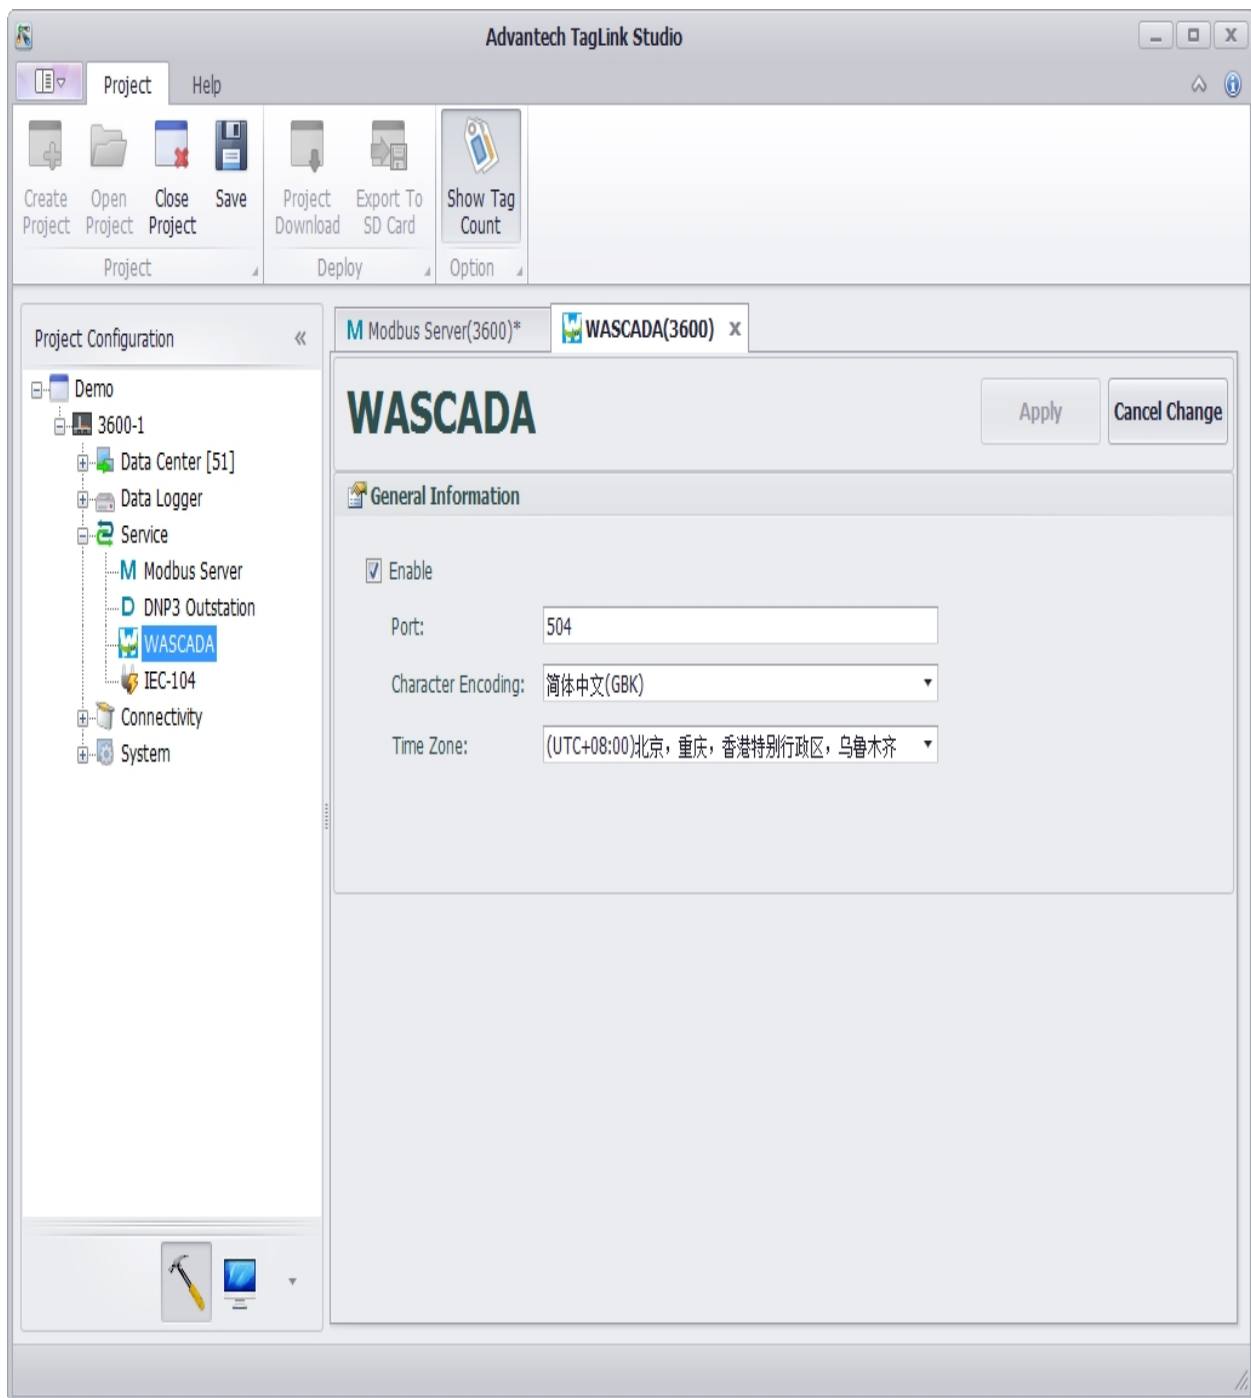 Advantech TagLink Studio
Project Help
Create Project
Open Project
Close Project
Save
Project Download
Export To SD Card
Show Tag Count
Project
Deploy
Option
Project Configuration
Demo
3600-1
Data Center [51]
Data Logger
Service
M Modbus Server
D DNP3 Outstation
WASCADA
IEC-104
Connectivity
System
M Modbus Server(3600)*
WASCADA(3600) x
WASCADA
Apply
Cancel Change
General Information
Enable
Port: 504
Character Encoding: 简体中文(GBK)
Time Zone: (UTC+08:00)北京，重庆，香港特别行政区，乌鲁木齐